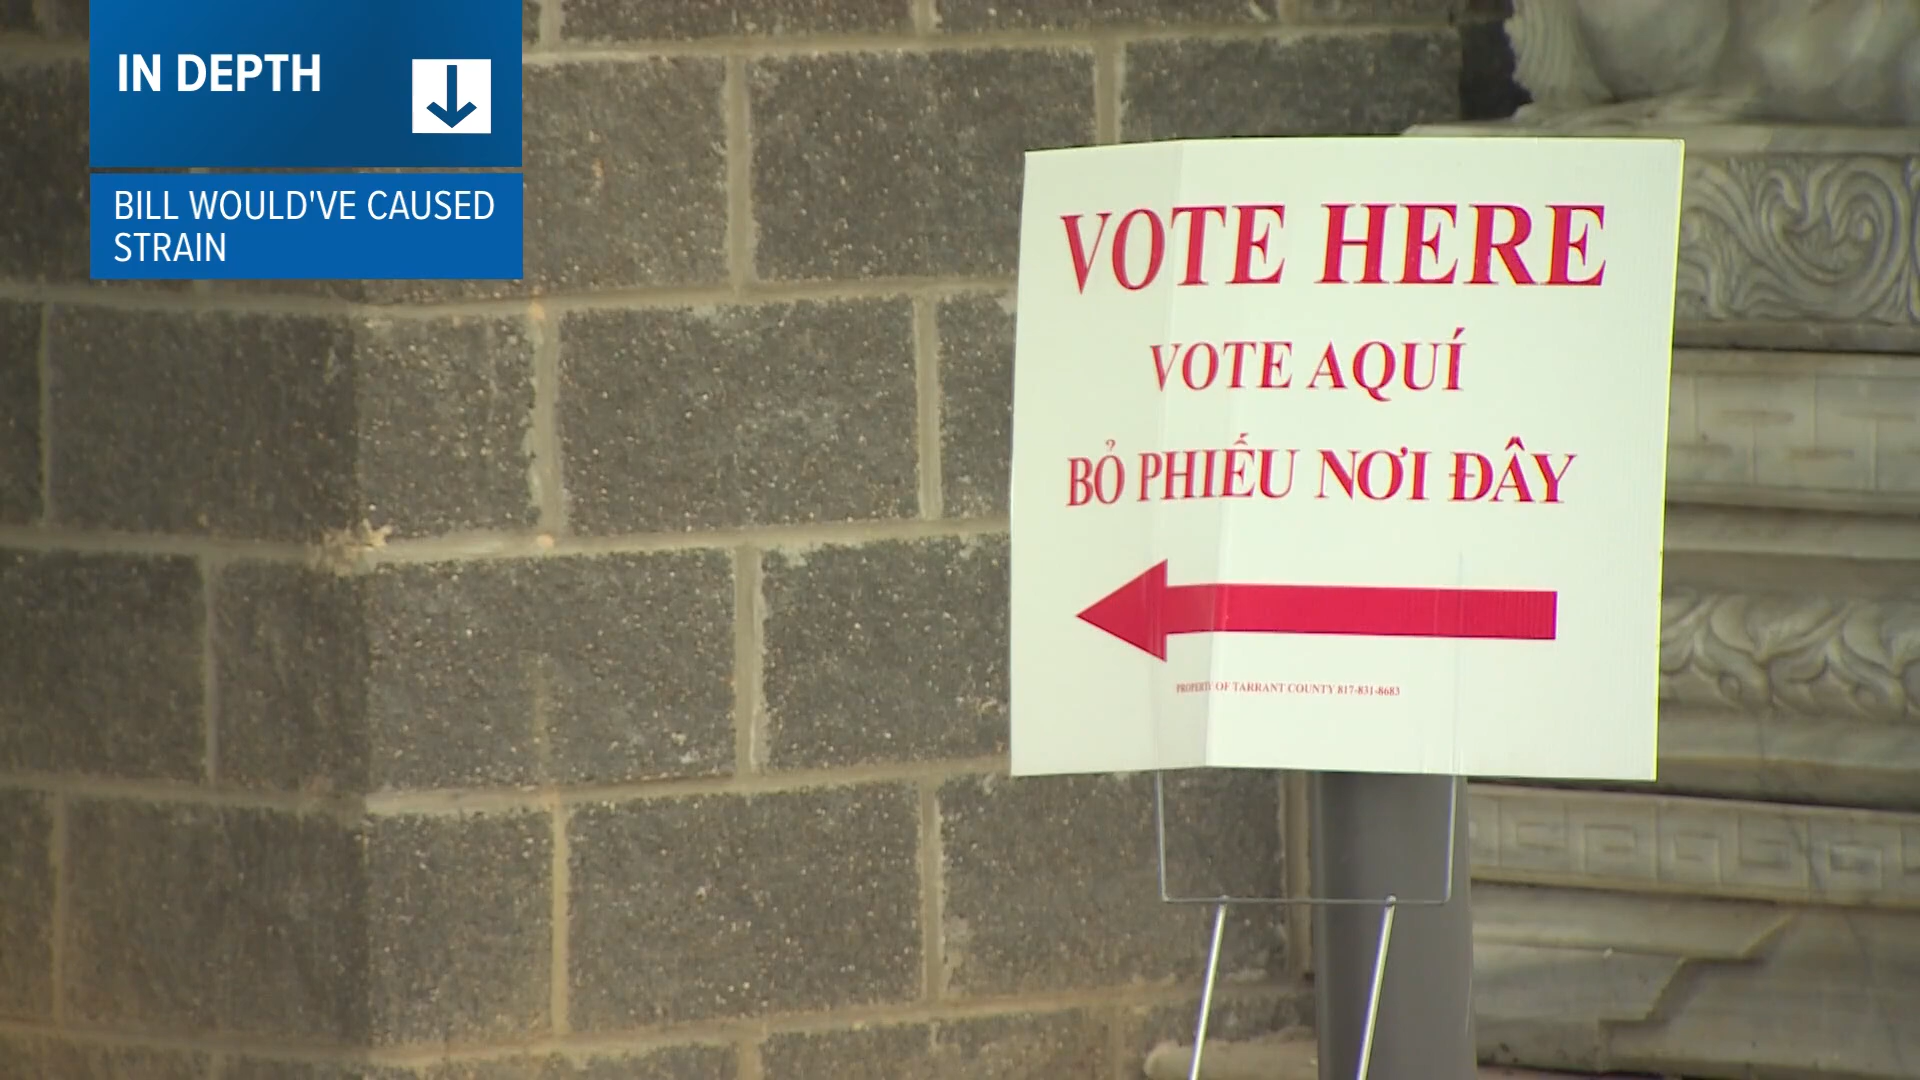 IN DEPTH
BILL WOULD'VE CAUSED
STRAIN
VOTE HERE
VOTE AQUÍ
BỎ PHIẾU NƠI ĐÂY
PROPERTY OF TARRANT COUNTY 817-831-8683